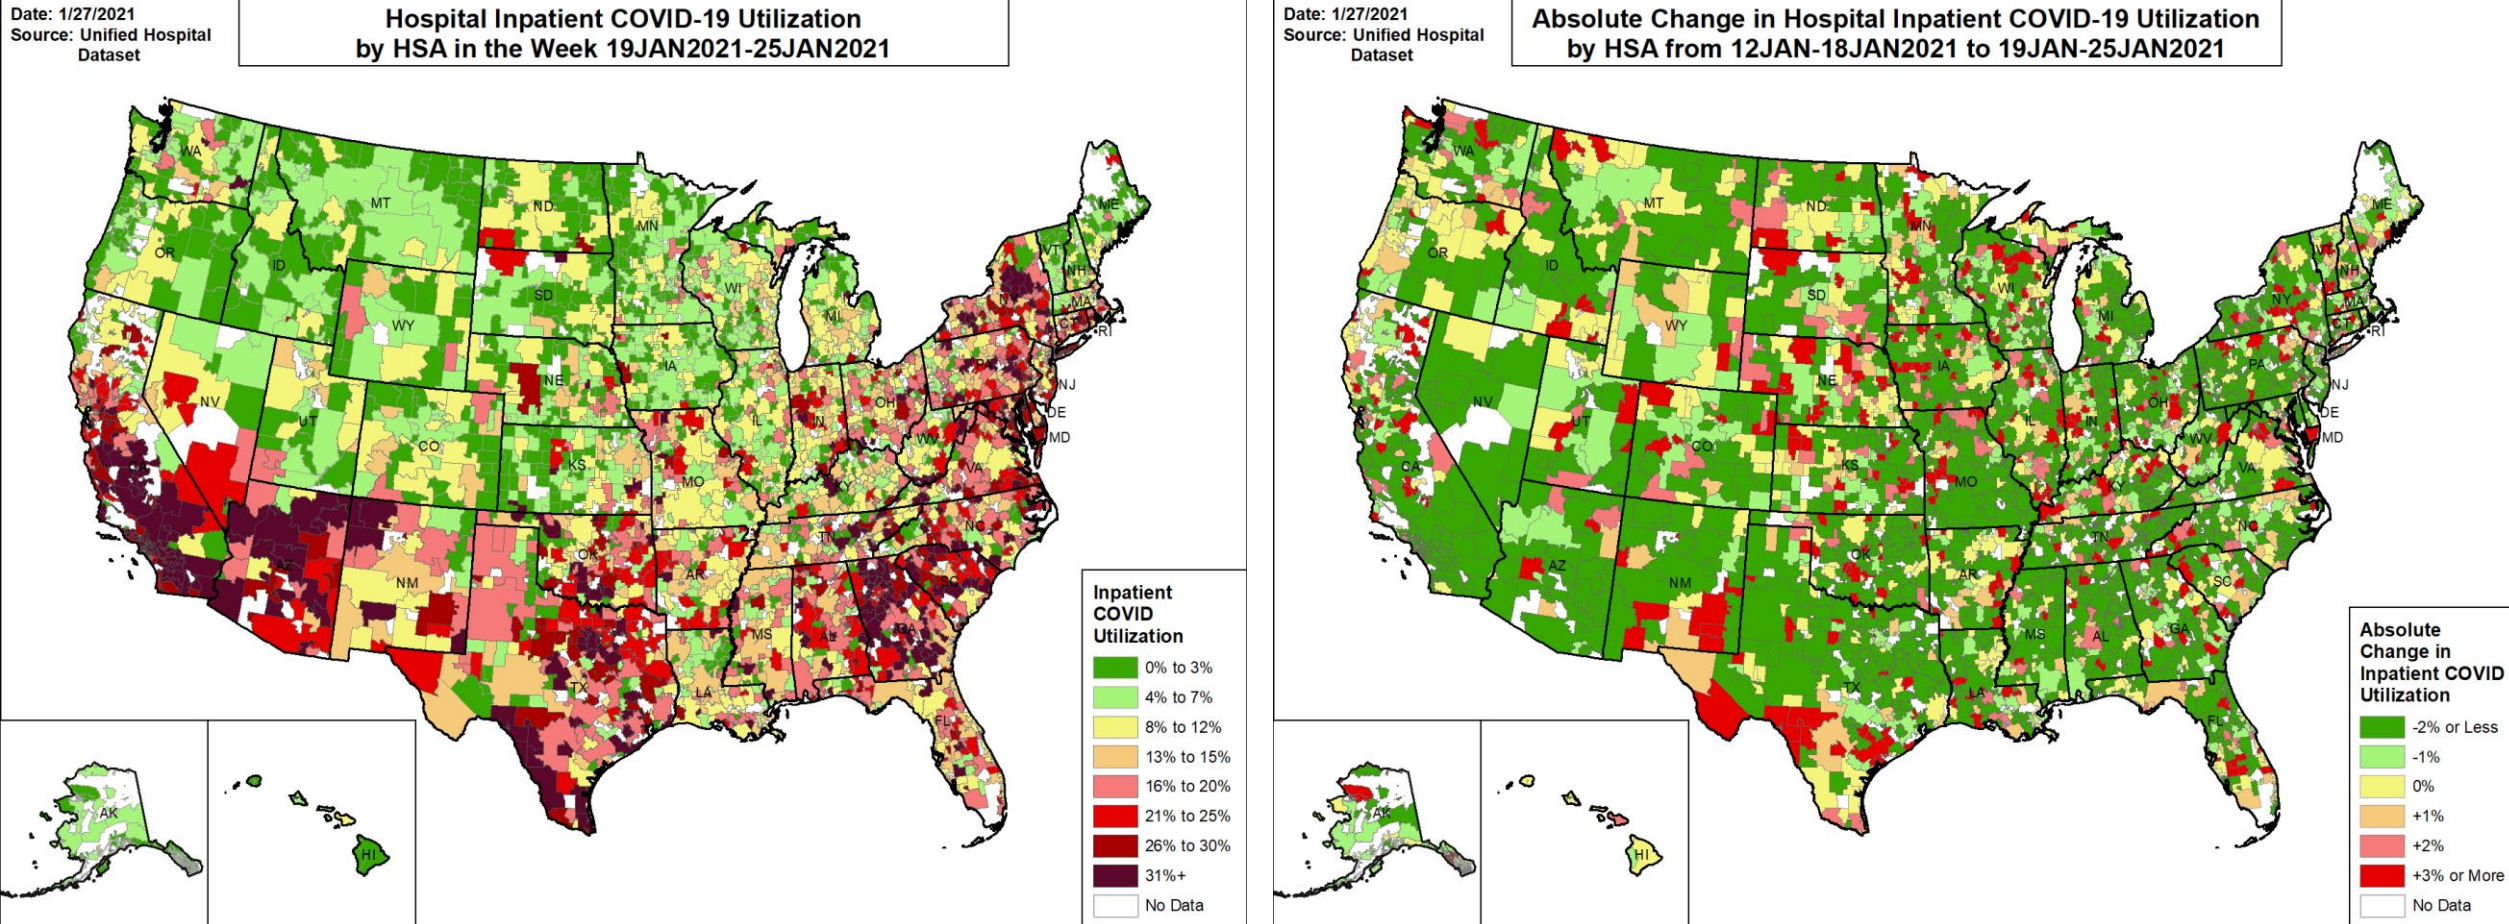 Date: 1/27/2021
Source: Unified Hospital
Dataset
Hospital Inpatient COVID-19 Utilization
by HSA in the Week 19JAN2021-25JAN2021
WA
MT
ND
MN
ME
OR
ID
SD
WI
VT
NH
WY
MI
MA
RI
NE
IA
NV
UT
CO
IL
IN
OH
NJ
DE
MD
KS
MO
KY
WV
VA
CA
AZ
NM
OK
AR
TN
NC
SC
MS
AL
GA
TX
LA
FL
AK
HI
Inpatient
COVID
Utilization
0% to 3%
4% to 7%
8% to 12%
13% to 15%
16% to 20%
21% to 25%
26% to 30%
31%+
No Data
Date: 1/27/2021
Source: Unified Hospital
Dataset
Absolute Change in Hospital Inpatient COVID-19 Utilization
by HSA from 12JAN-18JAN2021 to 19JAN-25JAN2021
WA
MT
ND
MN
ME
OR
ID
SD
WI
VT
NH
WY
MI
NY
MA
CT
RI
NE
IA
PA
NV
UT
CO
IL
IN
OH
NJ
DE
MD
KS
MO
KY
WV
VA
CA
AZ
NM
OK
AR
TN
NC
SC
MS
AL
GA
TX
LA
FL
AK
HI
Absolute
Change in
Inpatient COVID
Utilization
-2% or Less
-1%
0%
+1%
+2%
+3% or More
No Data